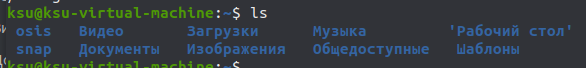 ksu@ksu-virtual-machine:~$ ls
osis Видео Загрузки Музыка 'Рабочий стол'
snap Документы Изображения Общедоступные Шаблоны
ksu@ksu-virtual-machine:~$